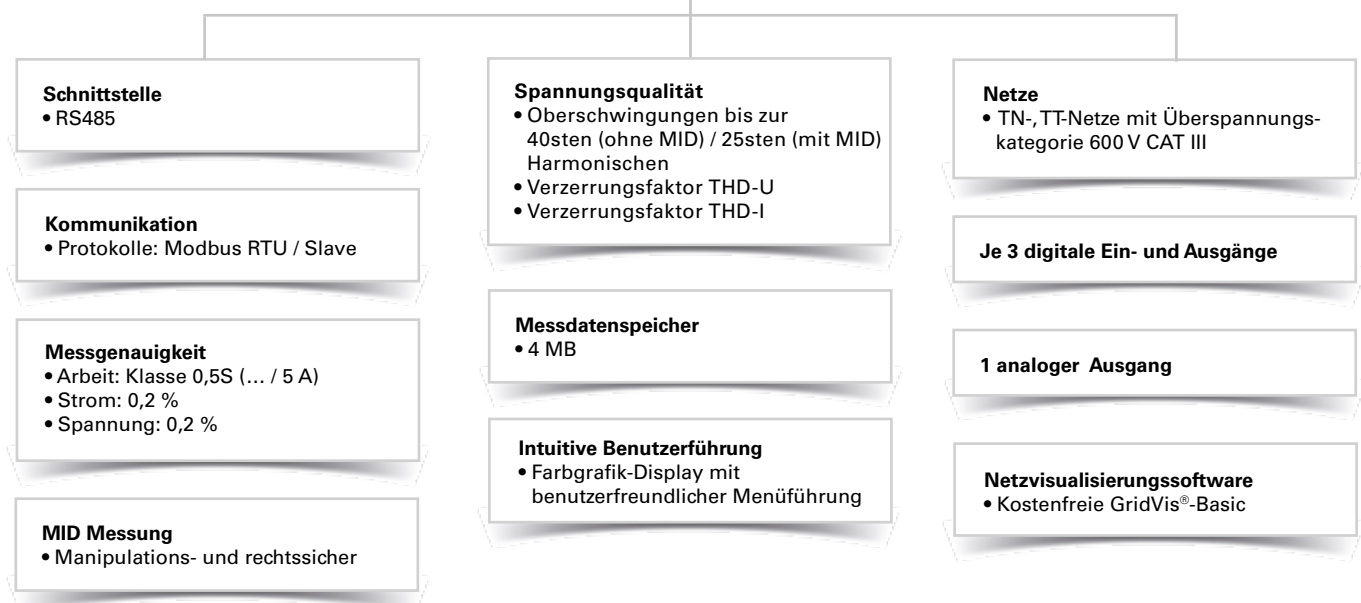 Schnittstelle
• RS485
Kommunikation
• Protokolle: Modbus RTU / Slave
Messgenauigkeit
• Arbeit: Klasse 0,5S (… / 5 A)
• Strom: 0,2 %
• Spannung: 0,2 %
MID Messung
• Manipulations- und rechtssicher
Spannungsqualität
• Oberschwingungen bis zur
40sten (ohne MID) / 25sten (mit MID)
Harmonischen
• Verzerrungsfaktor THD-U
• Verzerrungsfaktor THD-I
Messdatenspeicher
• 4 MB
Intuitive Benutzerführung
• Farbgrafik-Display mit
benutzerfreundlicher Menüführung
Netze
• TN-, TT-Netze mit Überspannungs-
kategorie 600 V CAT III
Je 3 digitale Ein- und Ausgänge
1 analoger Ausgang
Netzvisualisierungssoftware
• Kostenfreie GridVis®-Basic